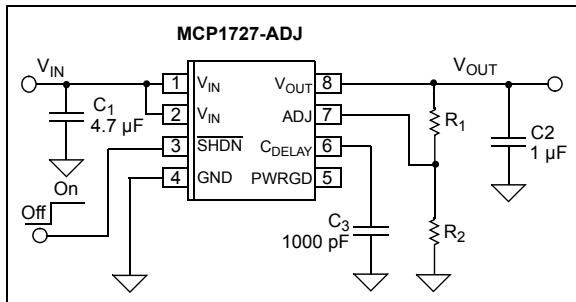 MCP1727-ADJ
VIN
VOUT
1 VIN VOUT 8
2 VIN ADJ 7
3 SHDN CDELAY 6
4 GND PWRGD 5
C1
4.7 µF
R1
C2
1 µF
On
Off
C3
1000 pF
R2